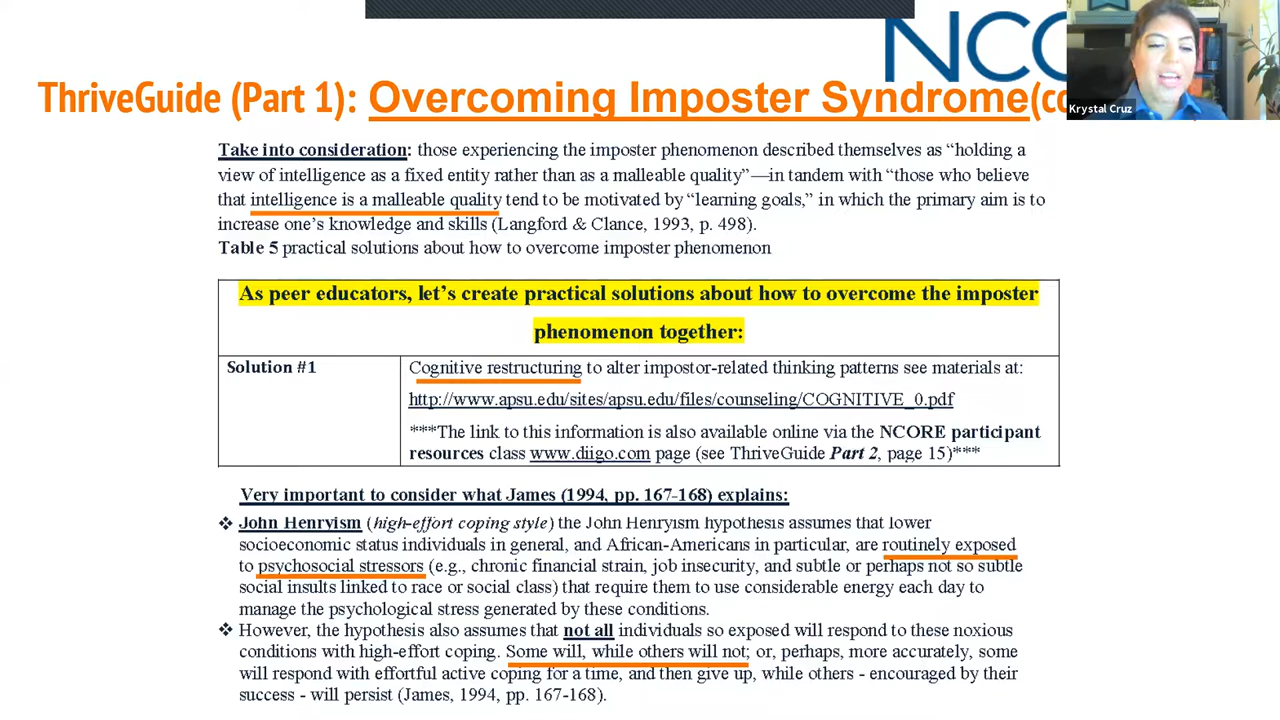 NCO
Krystal Cruz
ThriveGuide (Part 1): Overcoming Imposter Syndrome(co
Take into consideration: those experiencing the imposter phenomenon described themselves as “holding a
view of intelligence as a fixed entity rather than as a malleable quality”—in tandem with “those who believe
that intelligence is a malleable quality tend to be motivated by “learning goals,” in which the primary aim is to
increase one’s knowledge and skills (Langford & Clance, 1993, p. 498).
Table 5 practical solutions about how to overcome imposter phenomenon
As peer educators, let’s create practical solutions about how to overcome the imposter
phenomenon together:
Solution #1
Cognitive restructuring to alter impostor-related thinking patterns see materials at:
http://www.apsu.edu/sites/apsu.edu/files/counseling/COGNITIVE_0.pdf
***The link to this information is also available online via the NCORE participant
resources class www.diigo.com page (see ThriveGuide Part 2, page 15)***
Very important to consider what James (1994, pp. 167-168) explains:
❖ John Henryism (high-effort coping style) the John Henryism hypothesis assumes that lower
socioeconomic status individuals in general, and African-Americans in particular, are routinely exposed
to psychosocial stressors (e.g., chronic financial strain, job insecurity, and subtle or perhaps not so subtle
social insults linked to race or social class) that require them to use considerable energy each day to
manage the psychological stress generated by these conditions.
❖ However, the hypothesis also assumes that not all individuals so exposed will respond to these noxious
conditions with high-effort coping. Some will, while others will not; or, perhaps, more accurately, some
will respond with effortful active coping for a time, and then give up, while others - encouraged by their
success - will persist (James, 1994, pp. 167-168).